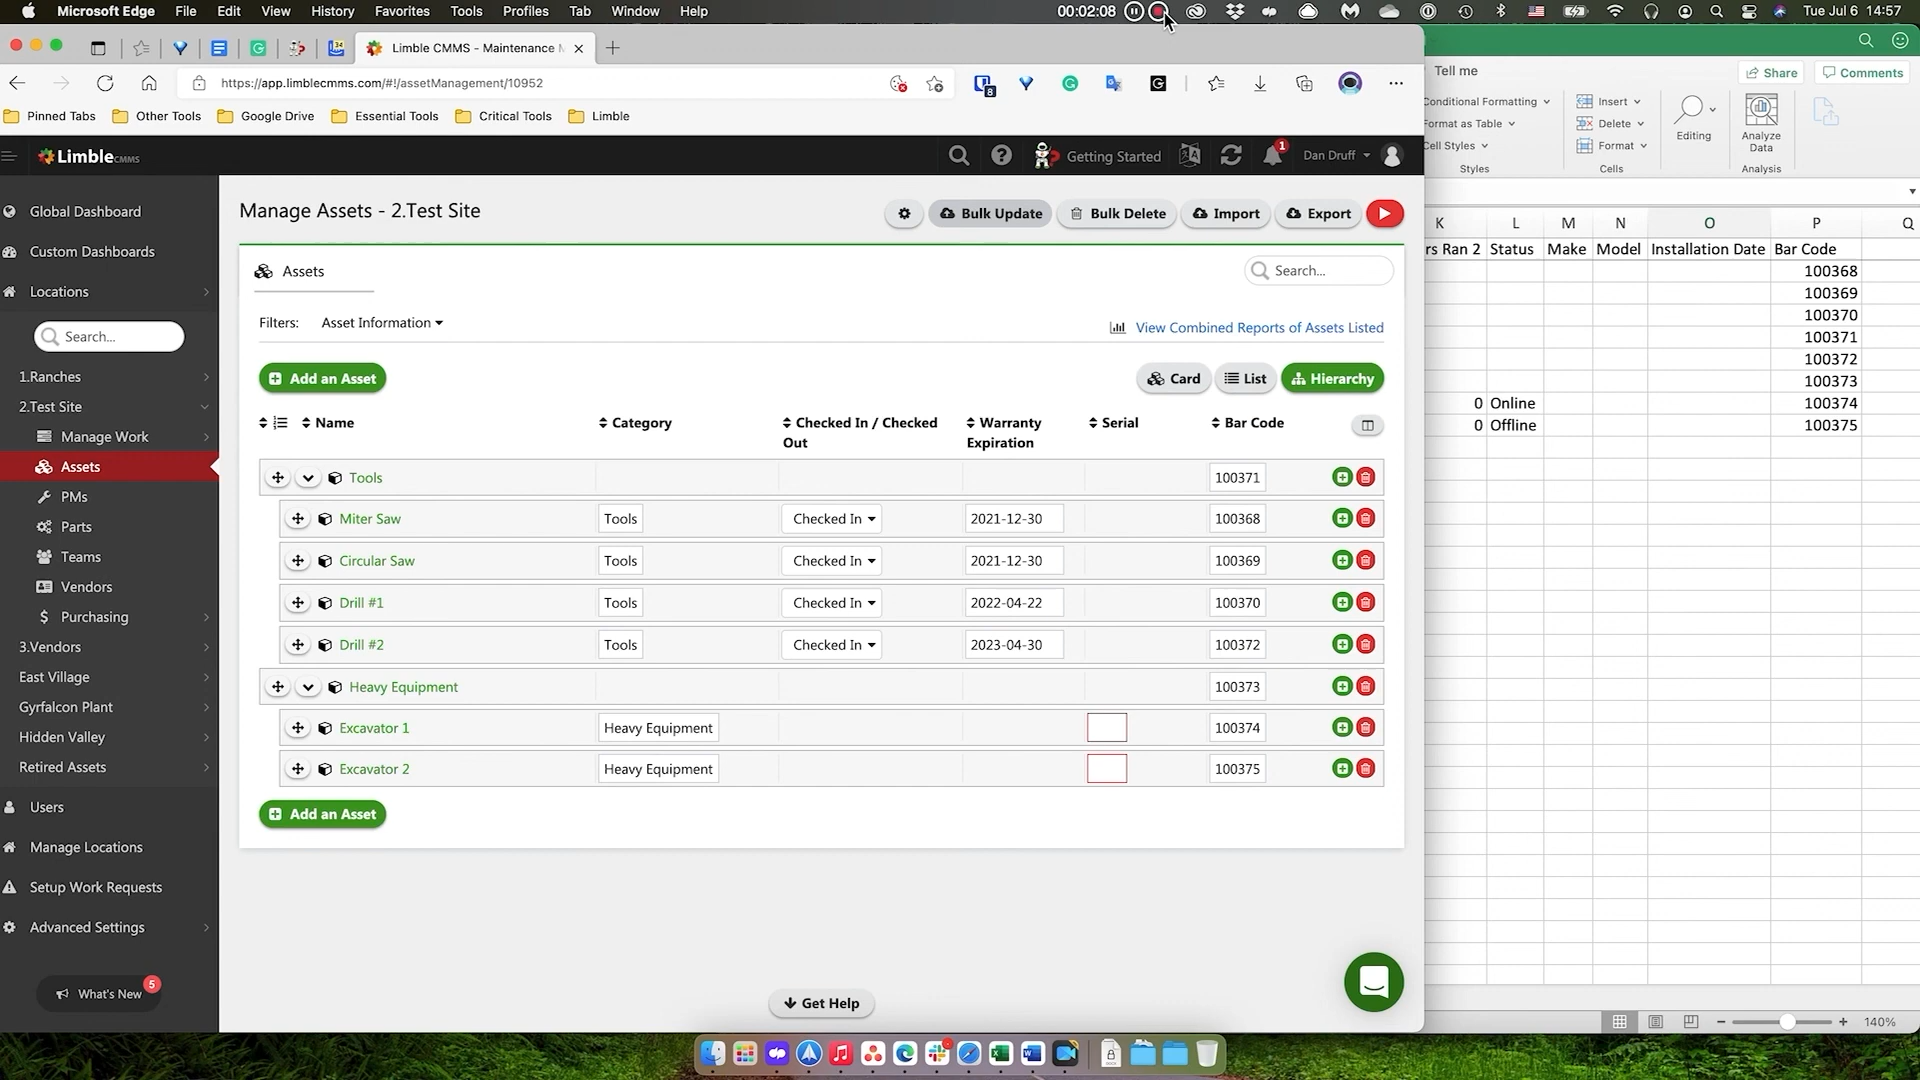 Microsoft Edge File Edit View History Favorites Tools Profiles Tab Window Help 00:02:08 Tue Jul 6 14:57
Limble CMMS - Maintenance M
https://app.limblecmms.com/#!/assetManagement/10952
8
Pinned Tabs Other Tools Google Drive Essential Tools Critical Tools Limble
Limble CMMS
Getting Started
1
Dan Druff
Global Dashboard
Custom Dashboards
Locations
Search...
1.Ranches
2.Test Site
Manage Work
Assets
PMs
Parts
Teams
Vendors
Purchasing
3.Vendors
East Village
Gyrfalcon Plant
Hidden Valley
Retired Assets
Users
Manage Locations
Setup Work Requests
Advanced Settings
What's New 5
Manage Assets - 2.Test Site
Bulk Update Bulk Delete Import Export
Assets
Search...
Filters: Asset Information
View Combined Reports of Assets Listed
Add an Asset
Card List Hierarchy
Name Category Checked In / Checked Out Warranty Expiration Serial Bar Code
Tools 100371
Miter Saw Tools Checked In 2021-12-30 100368
Circular Saw Tools Checked In 2021-12-30 100369
Drill #1 Tools Checked In 2022-04-22 100370
Drill #2 Tools Checked In 2023-04-30 100372
Heavy Equipment 100373
Excavator 1 Heavy Equipment 100374
Excavator 2 Heavy Equipment 100375
Add an Asset
Get Help
Tell me
Share Comments
Conditional Formatting
Format as Table
Cell Styles
Styles
Insert
Delete
Format
Cells
Editing
Analyze
Data
Analysis
K L M N O P Q
rs Ran 2 Status Make Model Installation Date Bar Code
100368
100369
100370
100371
100372
100373
0 Online 100374
0 Offline 100375
140%